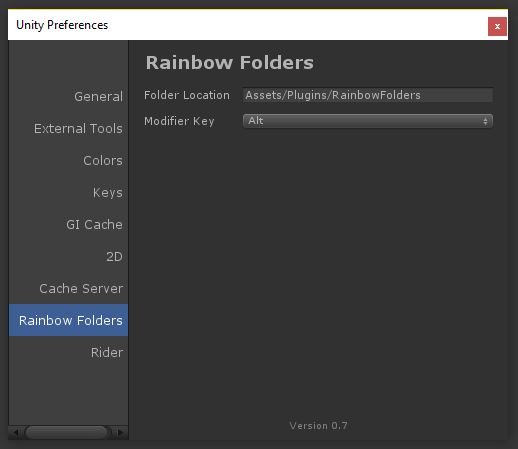 Unity Preferences
x
General
External Tools
Colors
Keys
GI Cache
2D
Cache Server
Rainbow Folders
Rider
Rainbow Folders
Folder Location Assets/Plugins/RainbowFolders
Modifier Key Alt
Version 0.7